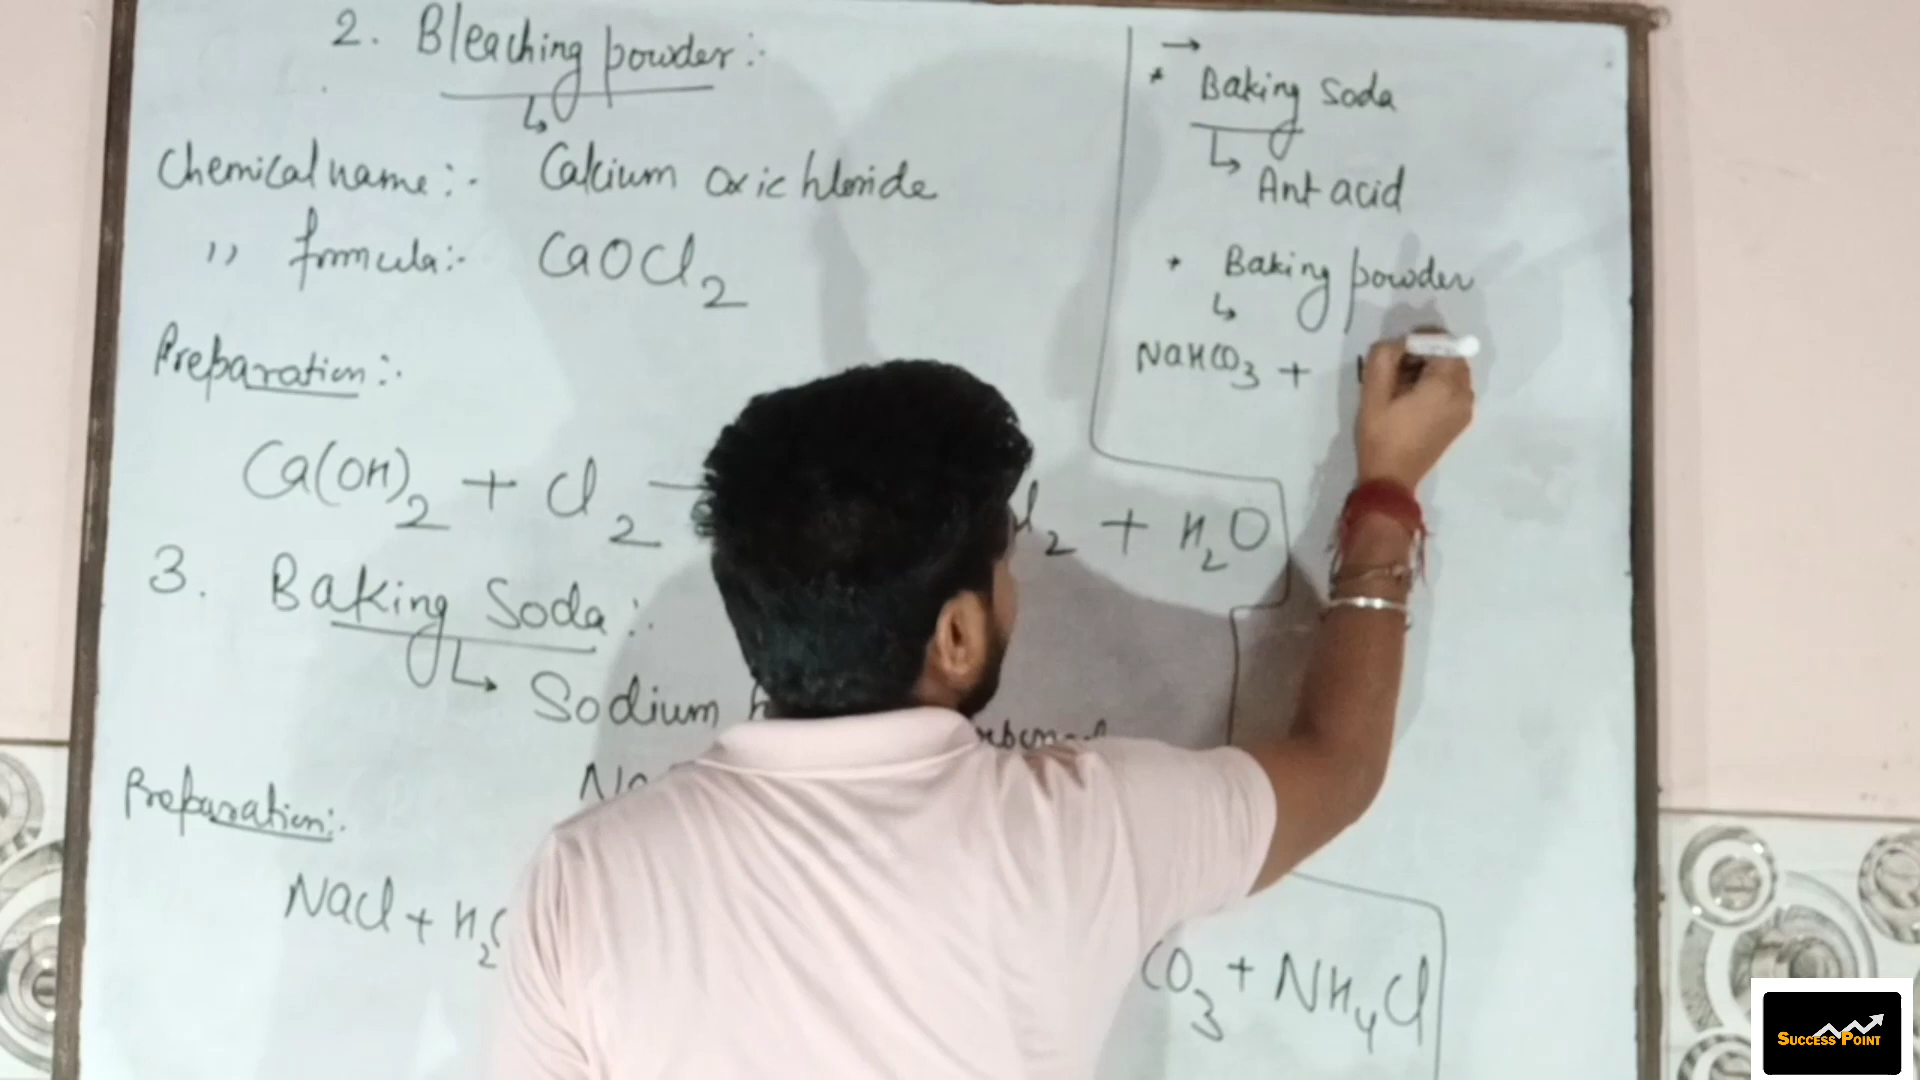 2. Bleaching powder:-
Chemical name:- Calcium oxichloride
,, formula:- CaOCl2
Preparation:-
Ca(OH)2 + Cl2 → l2 + H2O
3. Baking Soda:-
Sodium
Preparation:-
NaCl + H2
CO3 + NH4Cl
→
* Baking Soda
↳ Antacid
* Baking powder
↳
NaHCO3 +
SUCCESS POINT